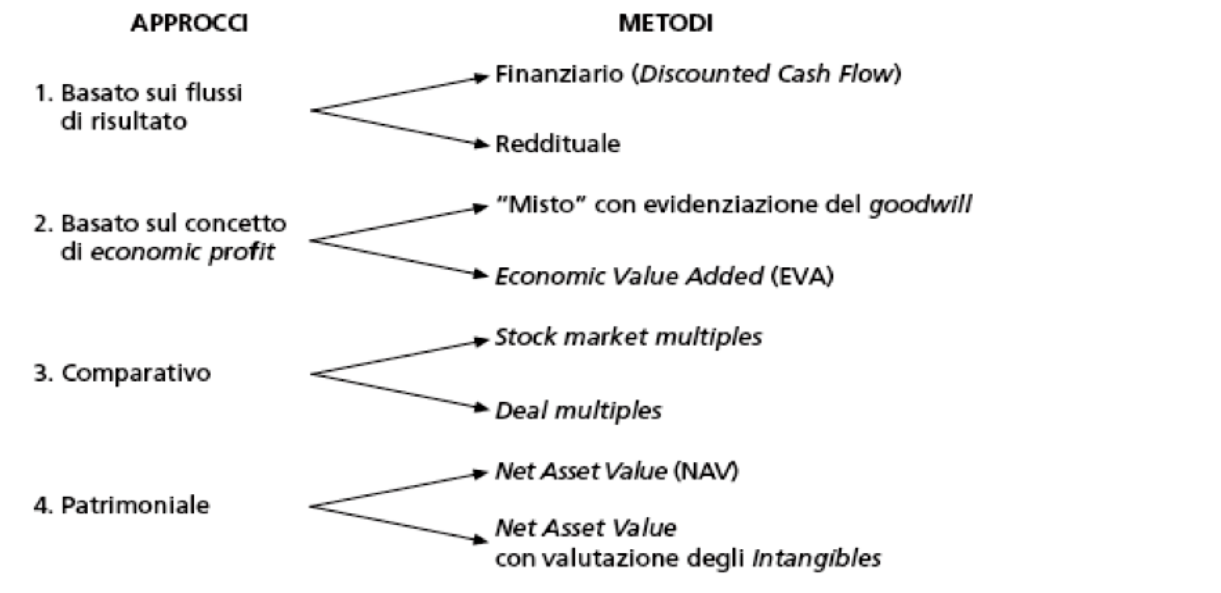 APPROCCI
METODI
1. Basato sui flussi
di risultato
Finanziario (Discounted Cash Flow)
Reddituale
2. Basato sul concetto
di economic profit
“Misto” con evidenziazione del goodwill
Economic Value Added (EVA)
3. Comparativo
Stock market multiples
Deal multiples
4. Patrimoniale
Net Asset Value (NAV)
Net Asset Value
con valutazione degli Intangibles